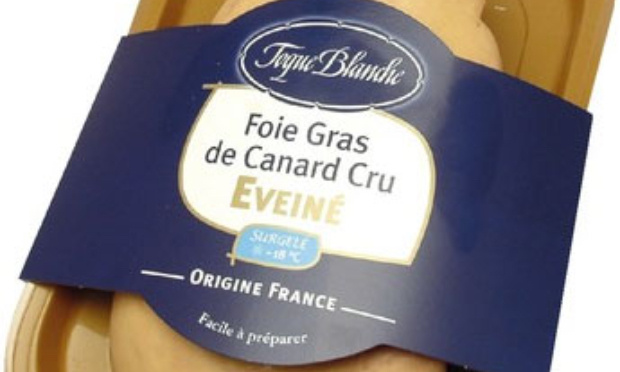 Toque Blanche
Foie Gras
de Canard Cru
EVEINÉ
SURGELÉ
-18 °C
ORIGINE FRANCE
Facile à préparer